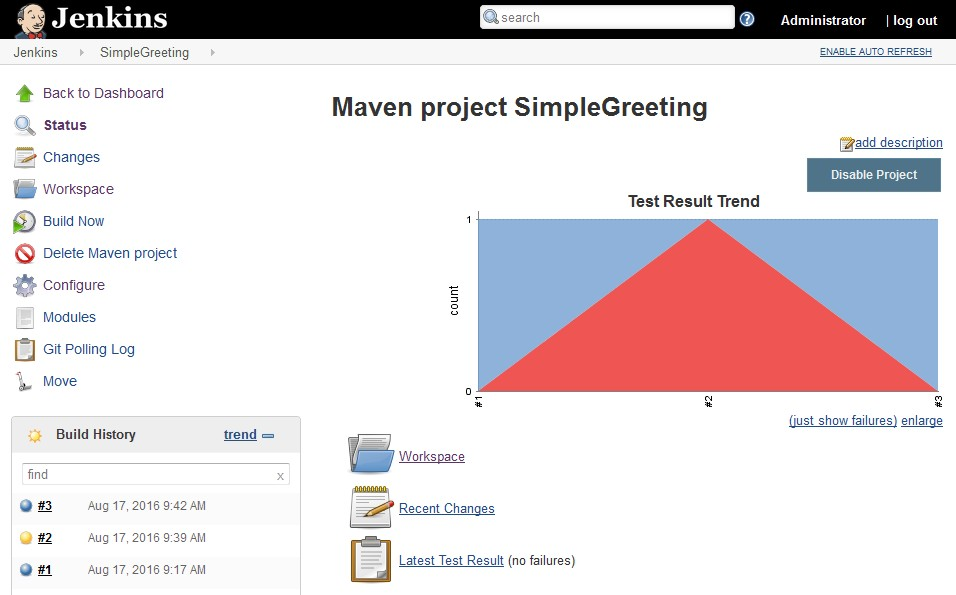 Jenkins
search
Administrator | log out
Jenkins SimpleGreeting
ENABLE AUTO REFRESH
Back to Dashboard
Status
Changes
Workspace
Build Now
Delete Maven project
Configure
Modules
Git Polling Log
Move
Build History trend
find x
#3 Aug 17, 2016 9:42 AM
#2 Aug 17, 2016 9:39 AM
#1 Aug 17, 2016 9:17 AM
Maven project SimpleGreeting
add description
Disable Project
Test Result Trend
1
count
0
#1 #2 #3
(just show failures) enlarge
Workspace
Recent Changes
Latest Test Result (no failures)